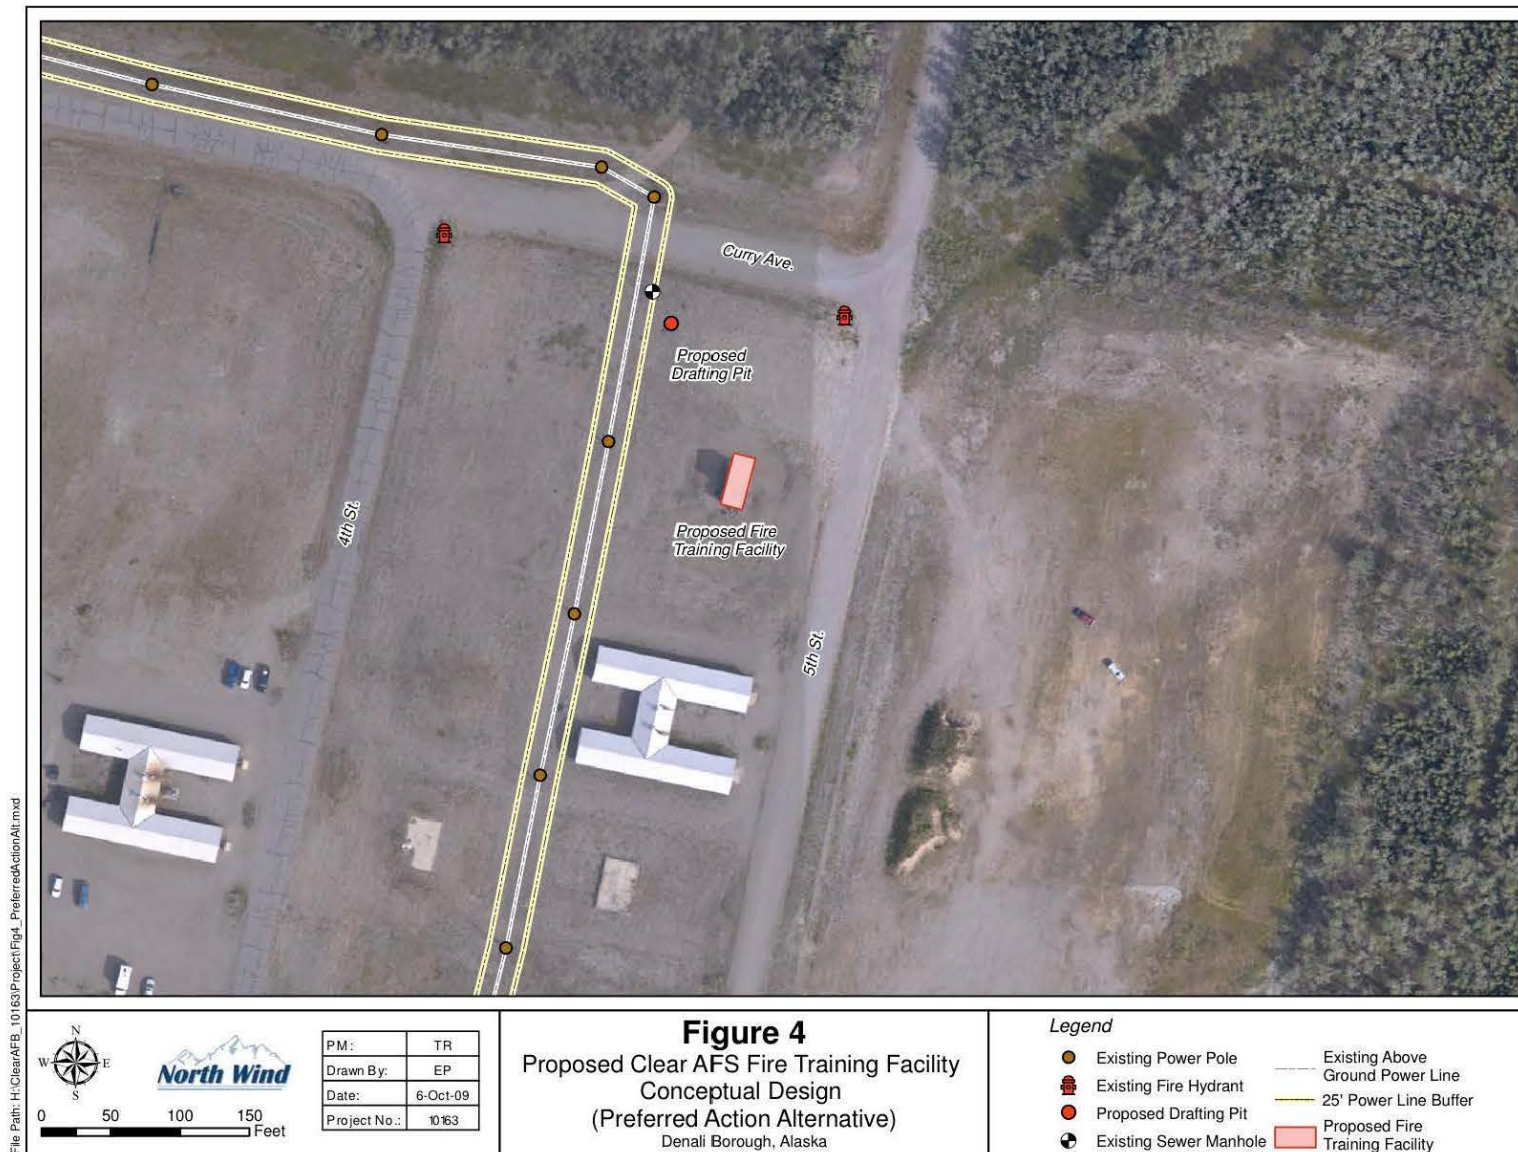 Curry Ave.
Proposed
Drafting Pit
4th St.
Proposed Fire
Training Facility
5th St.
File Path: H:\ClearAFB_10163\Project\Fig4_PreferredActionAlt.mxd
N
W E
S
0 50 100 150
Feet
North Wind
PM: TR
Drawn By: EP
Date: 6-Oct-09
Project No.: 10163
Figure 4
Proposed Clear AFS Fire Training Facility
Conceptual Design
(Preferred Action Alternative)
Denali Borough, Alaska
Legend
Existing Power Pole
Existing Fire Hydrant
Proposed Drafting Pit
Existing Sewer Manhole
Existing Above
Ground Power Line
25' Power Line Buffer
Proposed Fire
Training Facility